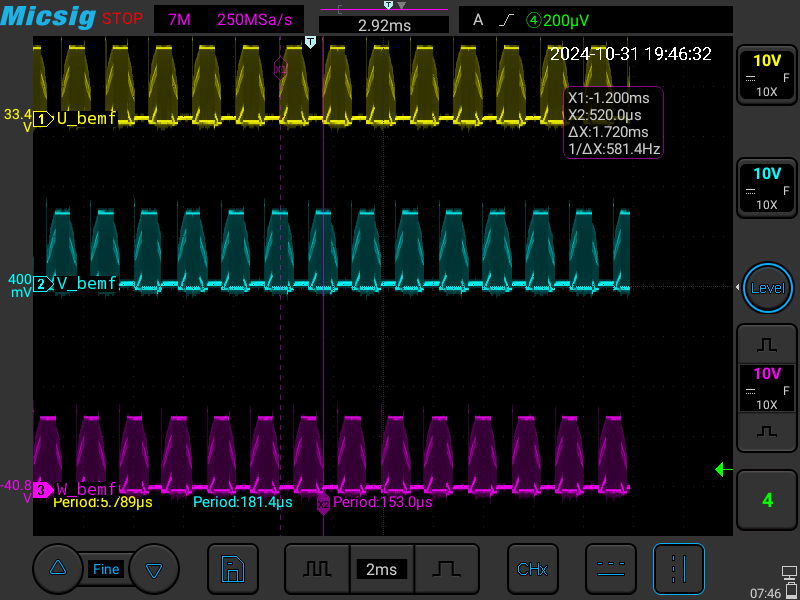 Micsig STOP 7M 250MSa/s T 2.92ms A 4 200μV
T
2024-10-31 19:46:32
10V
F
10X
X1
X1:-1.200ms
X2:520.0μs
ΔX:1.720ms
1/ΔX:581.4Hz
33.4 V
1 U_bemf
10V
F
10X
400 mV
2 V_bemf
Level
10V
F
10X
-40.8 V
3 W_bemf
Period:5.789μs Period:181.4μs Period:153.0μs
4
Fine 2ms CHx
07:46